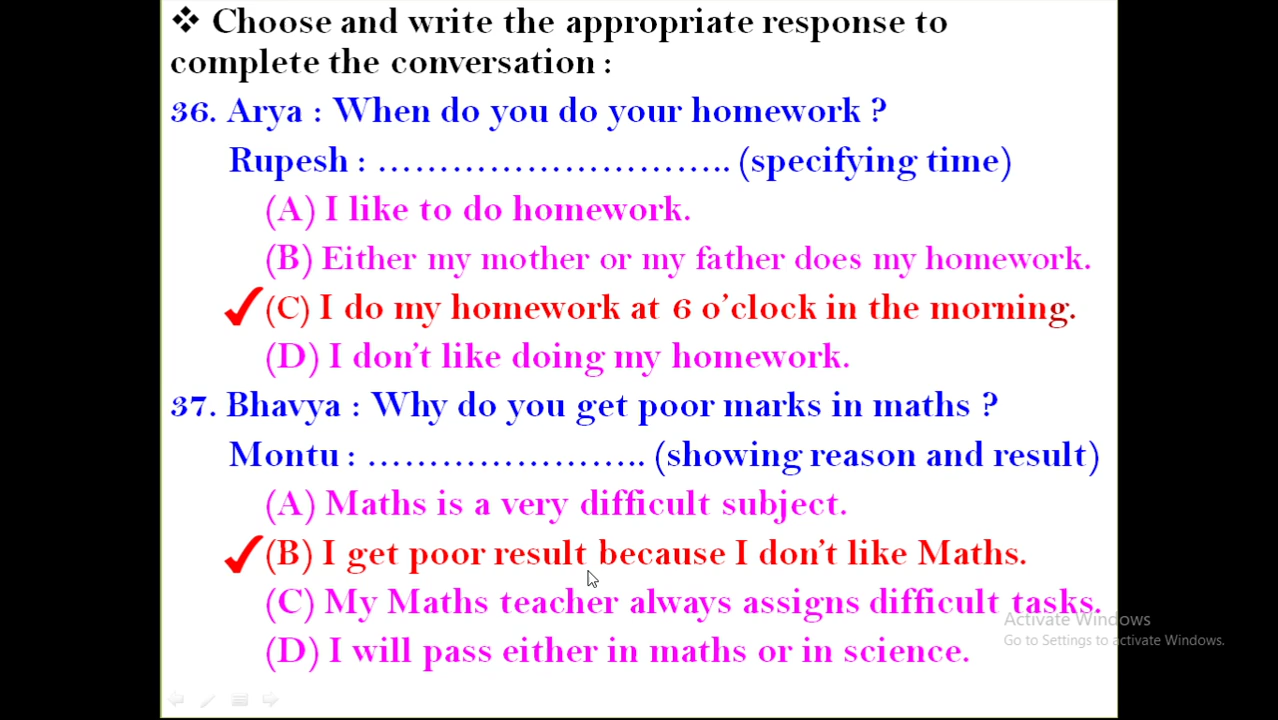 ❖ Choose and write the appropriate response to
complete the conversation :
36. Arya : When do you do your homework ?
Rupesh : ………………………….. (specifying time)
(A) I like to do homework.
(B) Either my mother or my father does my homework.
✓(C) I do my homework at 6 o’clock in the morning.
(D) I don’t like doing my homework.
37. Bhavya : Why do you get poor marks in maths ?
Montu : …………………….. (showing reason and result)
(A) Maths is a very difficult subject.
✓(B) I get poor result because I don’t like Maths.
(C) My Maths teacher always assigns difficult tasks.
(D) I will pass either in maths or in science.
Activate Windows
Go to Settings to activate Windows.